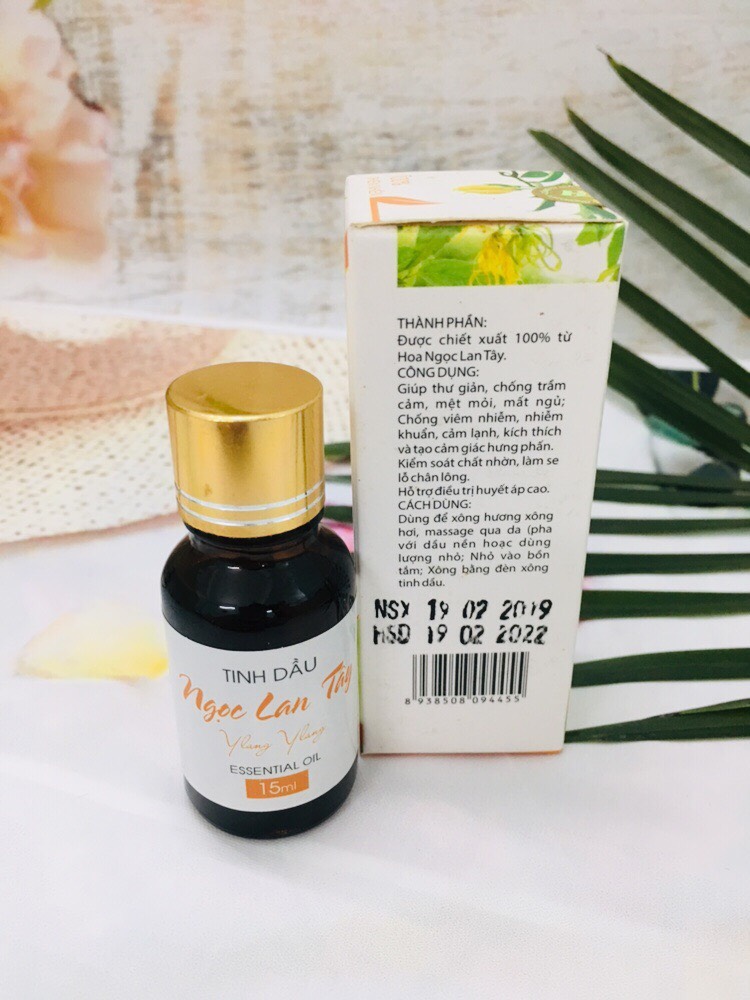 THÀNH PHẦN:
Được chiết xuất 100% từ
Hoa Ngọc Lan Tây.
CÔNG DỤNG:
Giúp thư giản, chống trầm
cảm, mệt mỏi, mất ngủ;
Chống viêm nhiễm, nhiễm
khuẩn, cảm lạnh, kích thích
và tạo cảm giác hưng phấn.
Kiểm soát chất nhờn, làm se
lỗ chân lông.
Hỗ trợ điều trị huyết áp cao.
CÁCH DÙNG:
Dùng để xông hương xông
hơi, massage qua da (pha
với dầu nền hoạc dùng
lượng nhỏ; Nhỏ vào bồn
tắm; Xông bằng đèn xông
tinh dầu.
NSX 19 02 2019
HSD 19 02 2022
8 938508 094455
TINH DẦU
Ngọc Lan Tây
Ylang Ylang
ESSENTIAL OIL
15ml